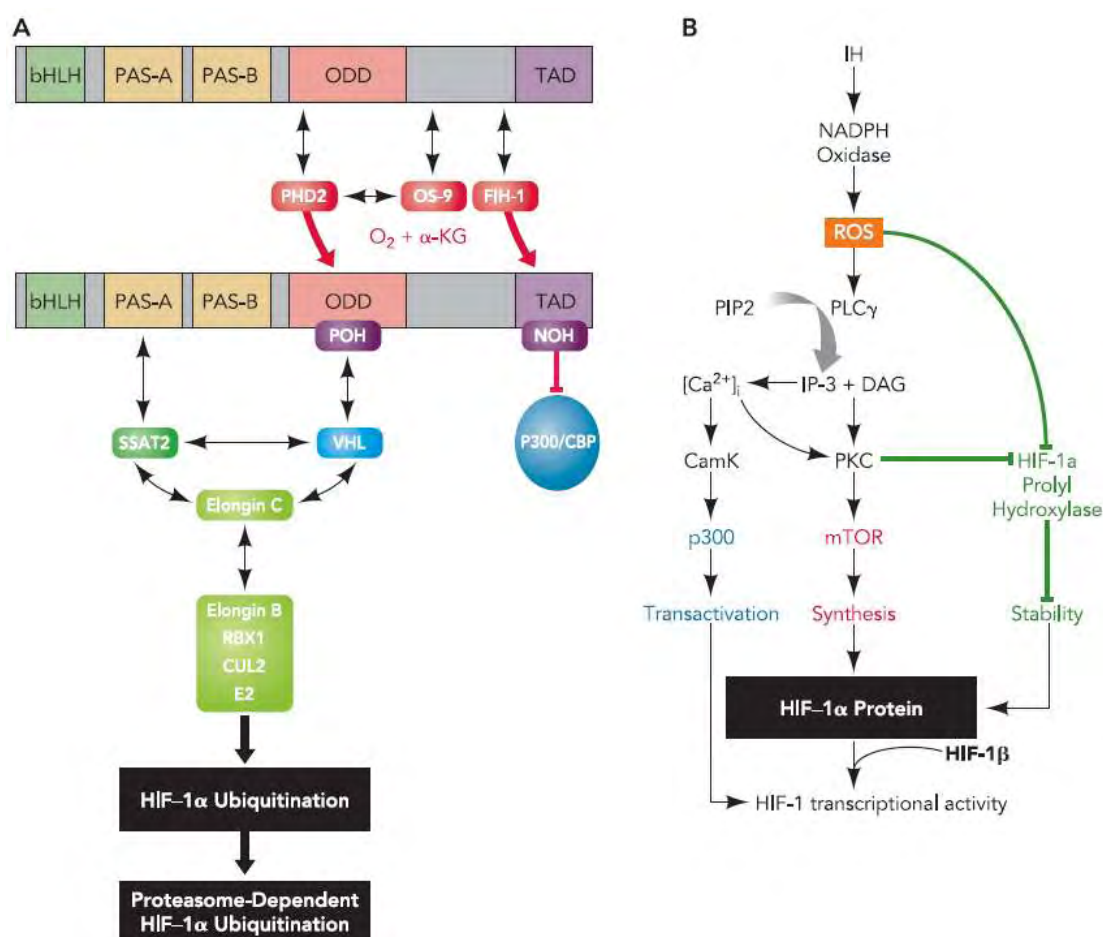 A
bHLH
PAS-A
PAS-B
ODD
TAD
PHD2
OS-9
FIH-1
O₂ + α-KG
bHLH
PAS-A
PAS-B
ODD
TAD
POH
NOH
SSAT2
VHL
P300/CBP
Elongin C
Elongin B
RBX1
CUL2
E2
HIF–1α Ubiquitination
Proteasome-Dependent
HIF–1α Ubiquitination
B
IH
NADPH
Oxidase
ROS
PIP2
PLCγ
[Ca²⁺]ᵢ
IP-3 + DAG
CamK
PKC
HIF-1a
Prolyl
Hydroxylase
p300
mTOR
Transactivation
Synthesis
Stability
HIF–1α Protein
HIF-1β
HIF-1 transcriptional activity